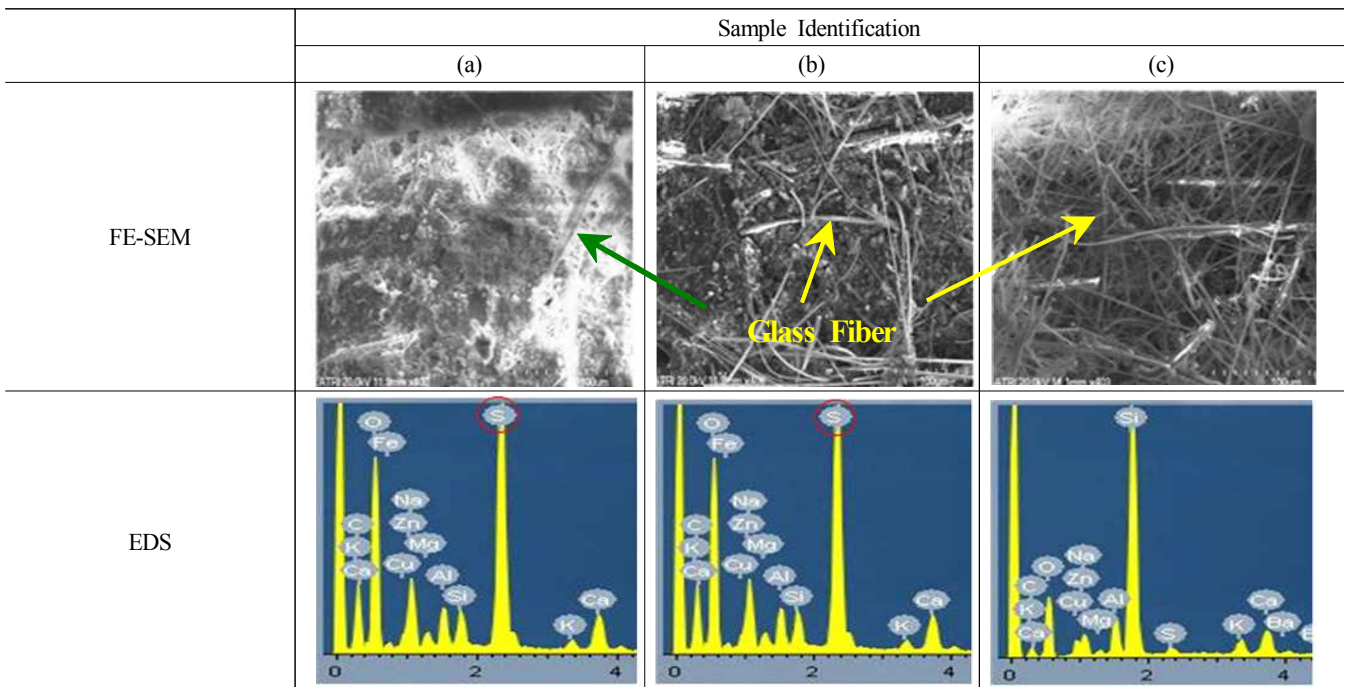 Sample Identification
(a) (b) (c)
FE-SEM
Glass Fiber
EDS
O Fe S
Na
C Zn
K Mg
Ca Cu Al Si
K Ca
0 2 4
O Fe S
Na
C Zn
K Mg
Ca Cu Al Si
K Ca
0 2 4
Si
Na
C O Zn
K Cu Al
Ca Mg S K Ca Ba
0 2 4